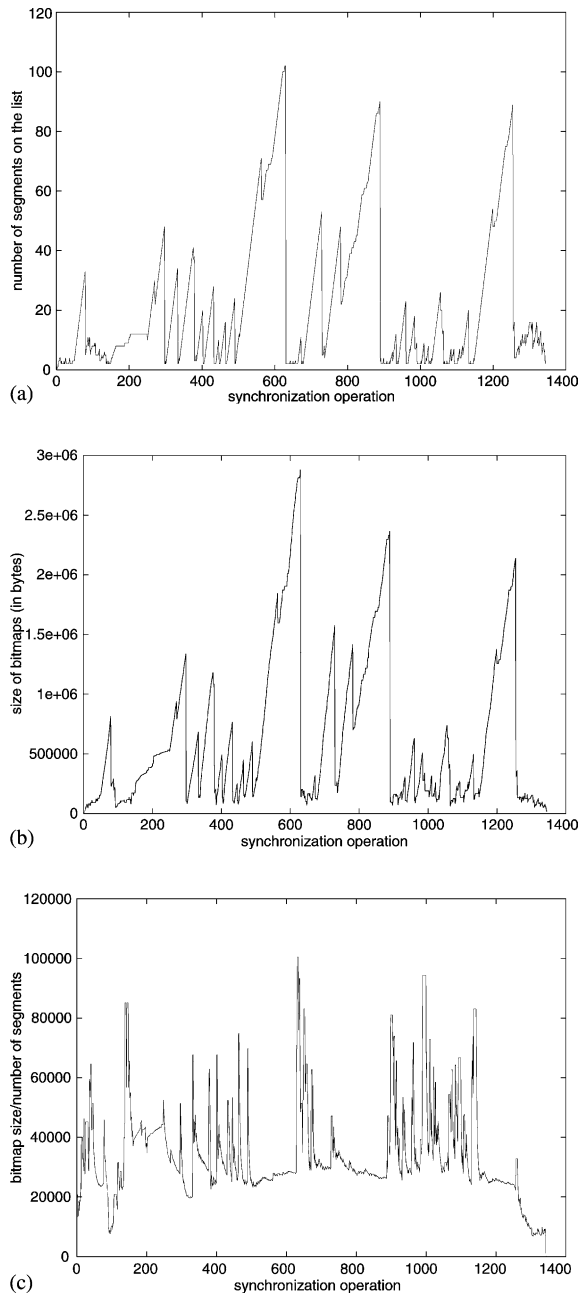 120
100
80
60
40
20
0
number of segments on the list
0 200 400 600 800 1000 1200 1400
synchronization operation
(a)
3e+06
2.5e+06
2e+06
1.5e+06
1e+06
500000
0
size of bitmaps (in bytes)
0 200 400 600 800 1000 1200 1400
synchronization operation
(b)
120000
100000
80000
60000
40000
20000
0
bitmap size/number of segments
0 200 400 600 800 1000 1200 1400
synchronization operation
(c)